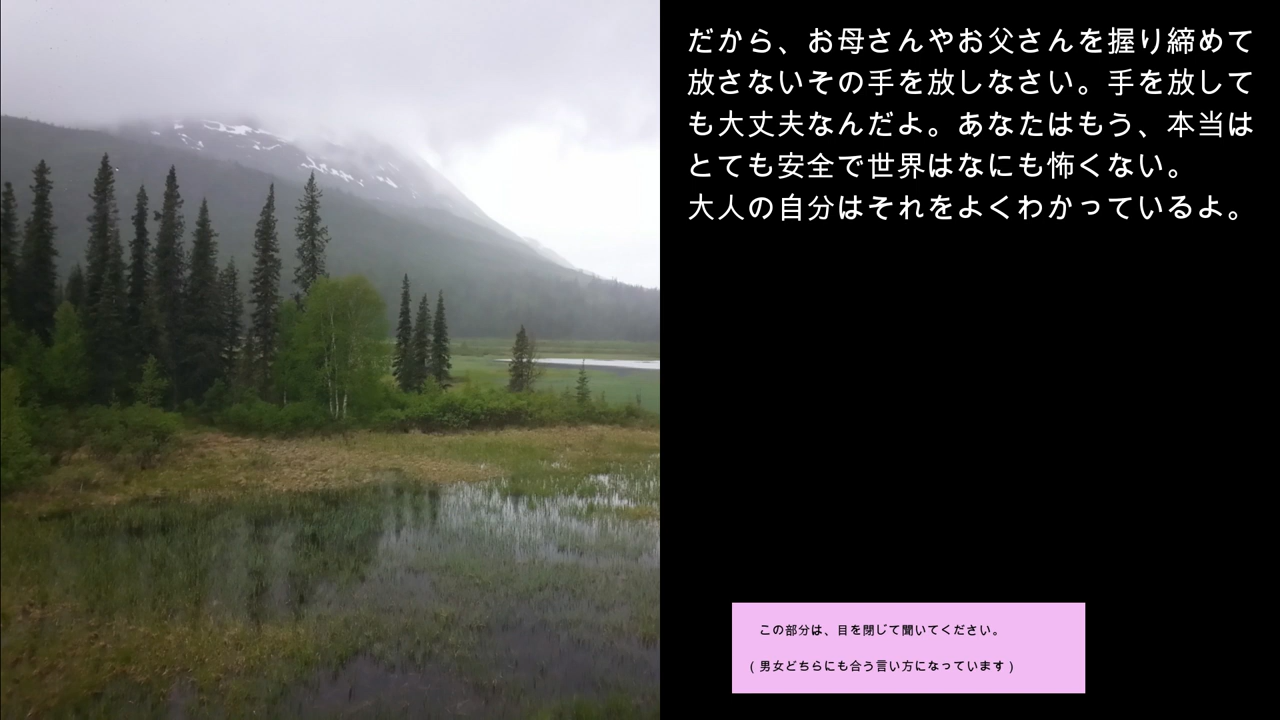 だから、お母さんやお父さんを握り締めて
放さないその手を放しなさい。手を放して
も大丈夫なんだよ。あなたはもう、本当は
とても安全で世界はなにも怖くない。
大人の自分はそれをよくわかっているよ。
この部分は、目を閉じて聞いてください。
(男女どちらにも合う言い方になっています)